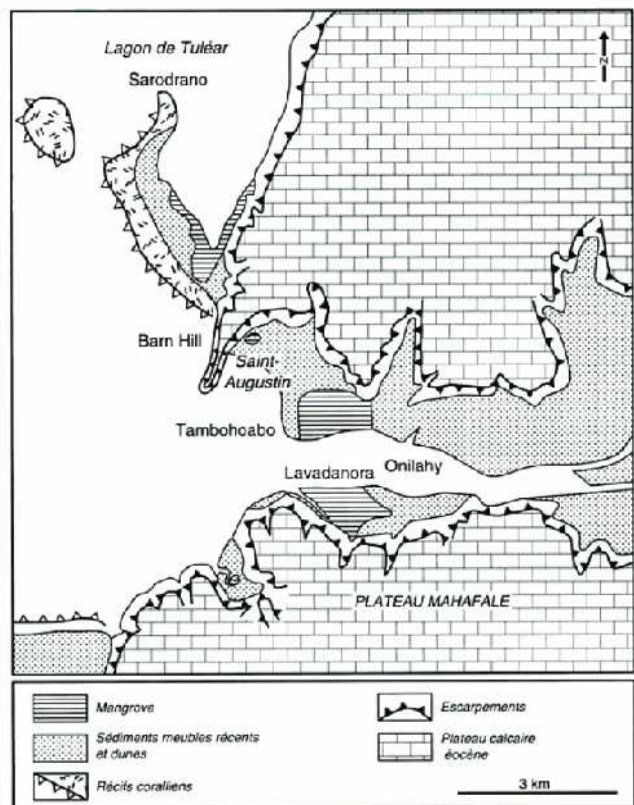 Lagon de Tuléar
N
Sarodrano
Barn Hill
Saint-
Augustin
Tambohoabo
Lavadanora
Onilahy
PLATEAU MAHAFALE
Mangrove
Sédiments meubles récents
et dunes
Récifs coralliens
Escarpements
Plateau calcaire
éocène
3 km